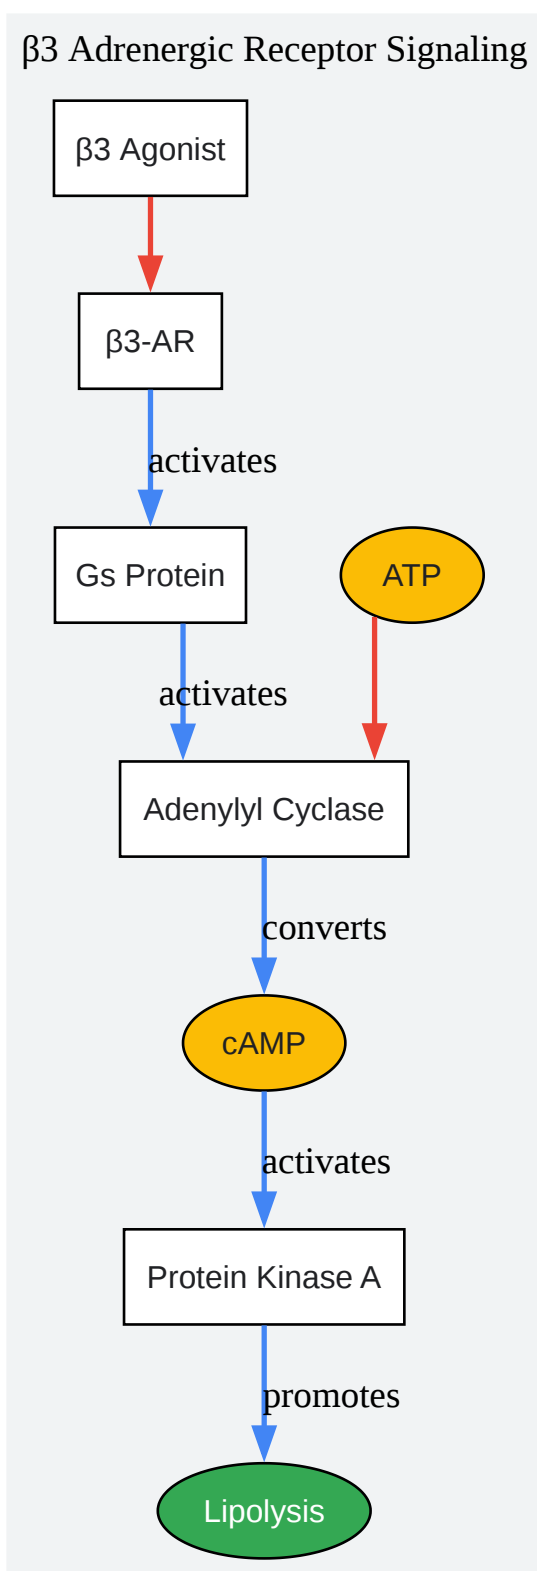 β3 Adrenergic Receptor Signaling
β3 Agonist
β3-AR
activates
Gs Protein
ATP
activates
Adenylyl Cyclase
converts
cAMP
activates
Protein Kinase A
promotes
Lipolysis